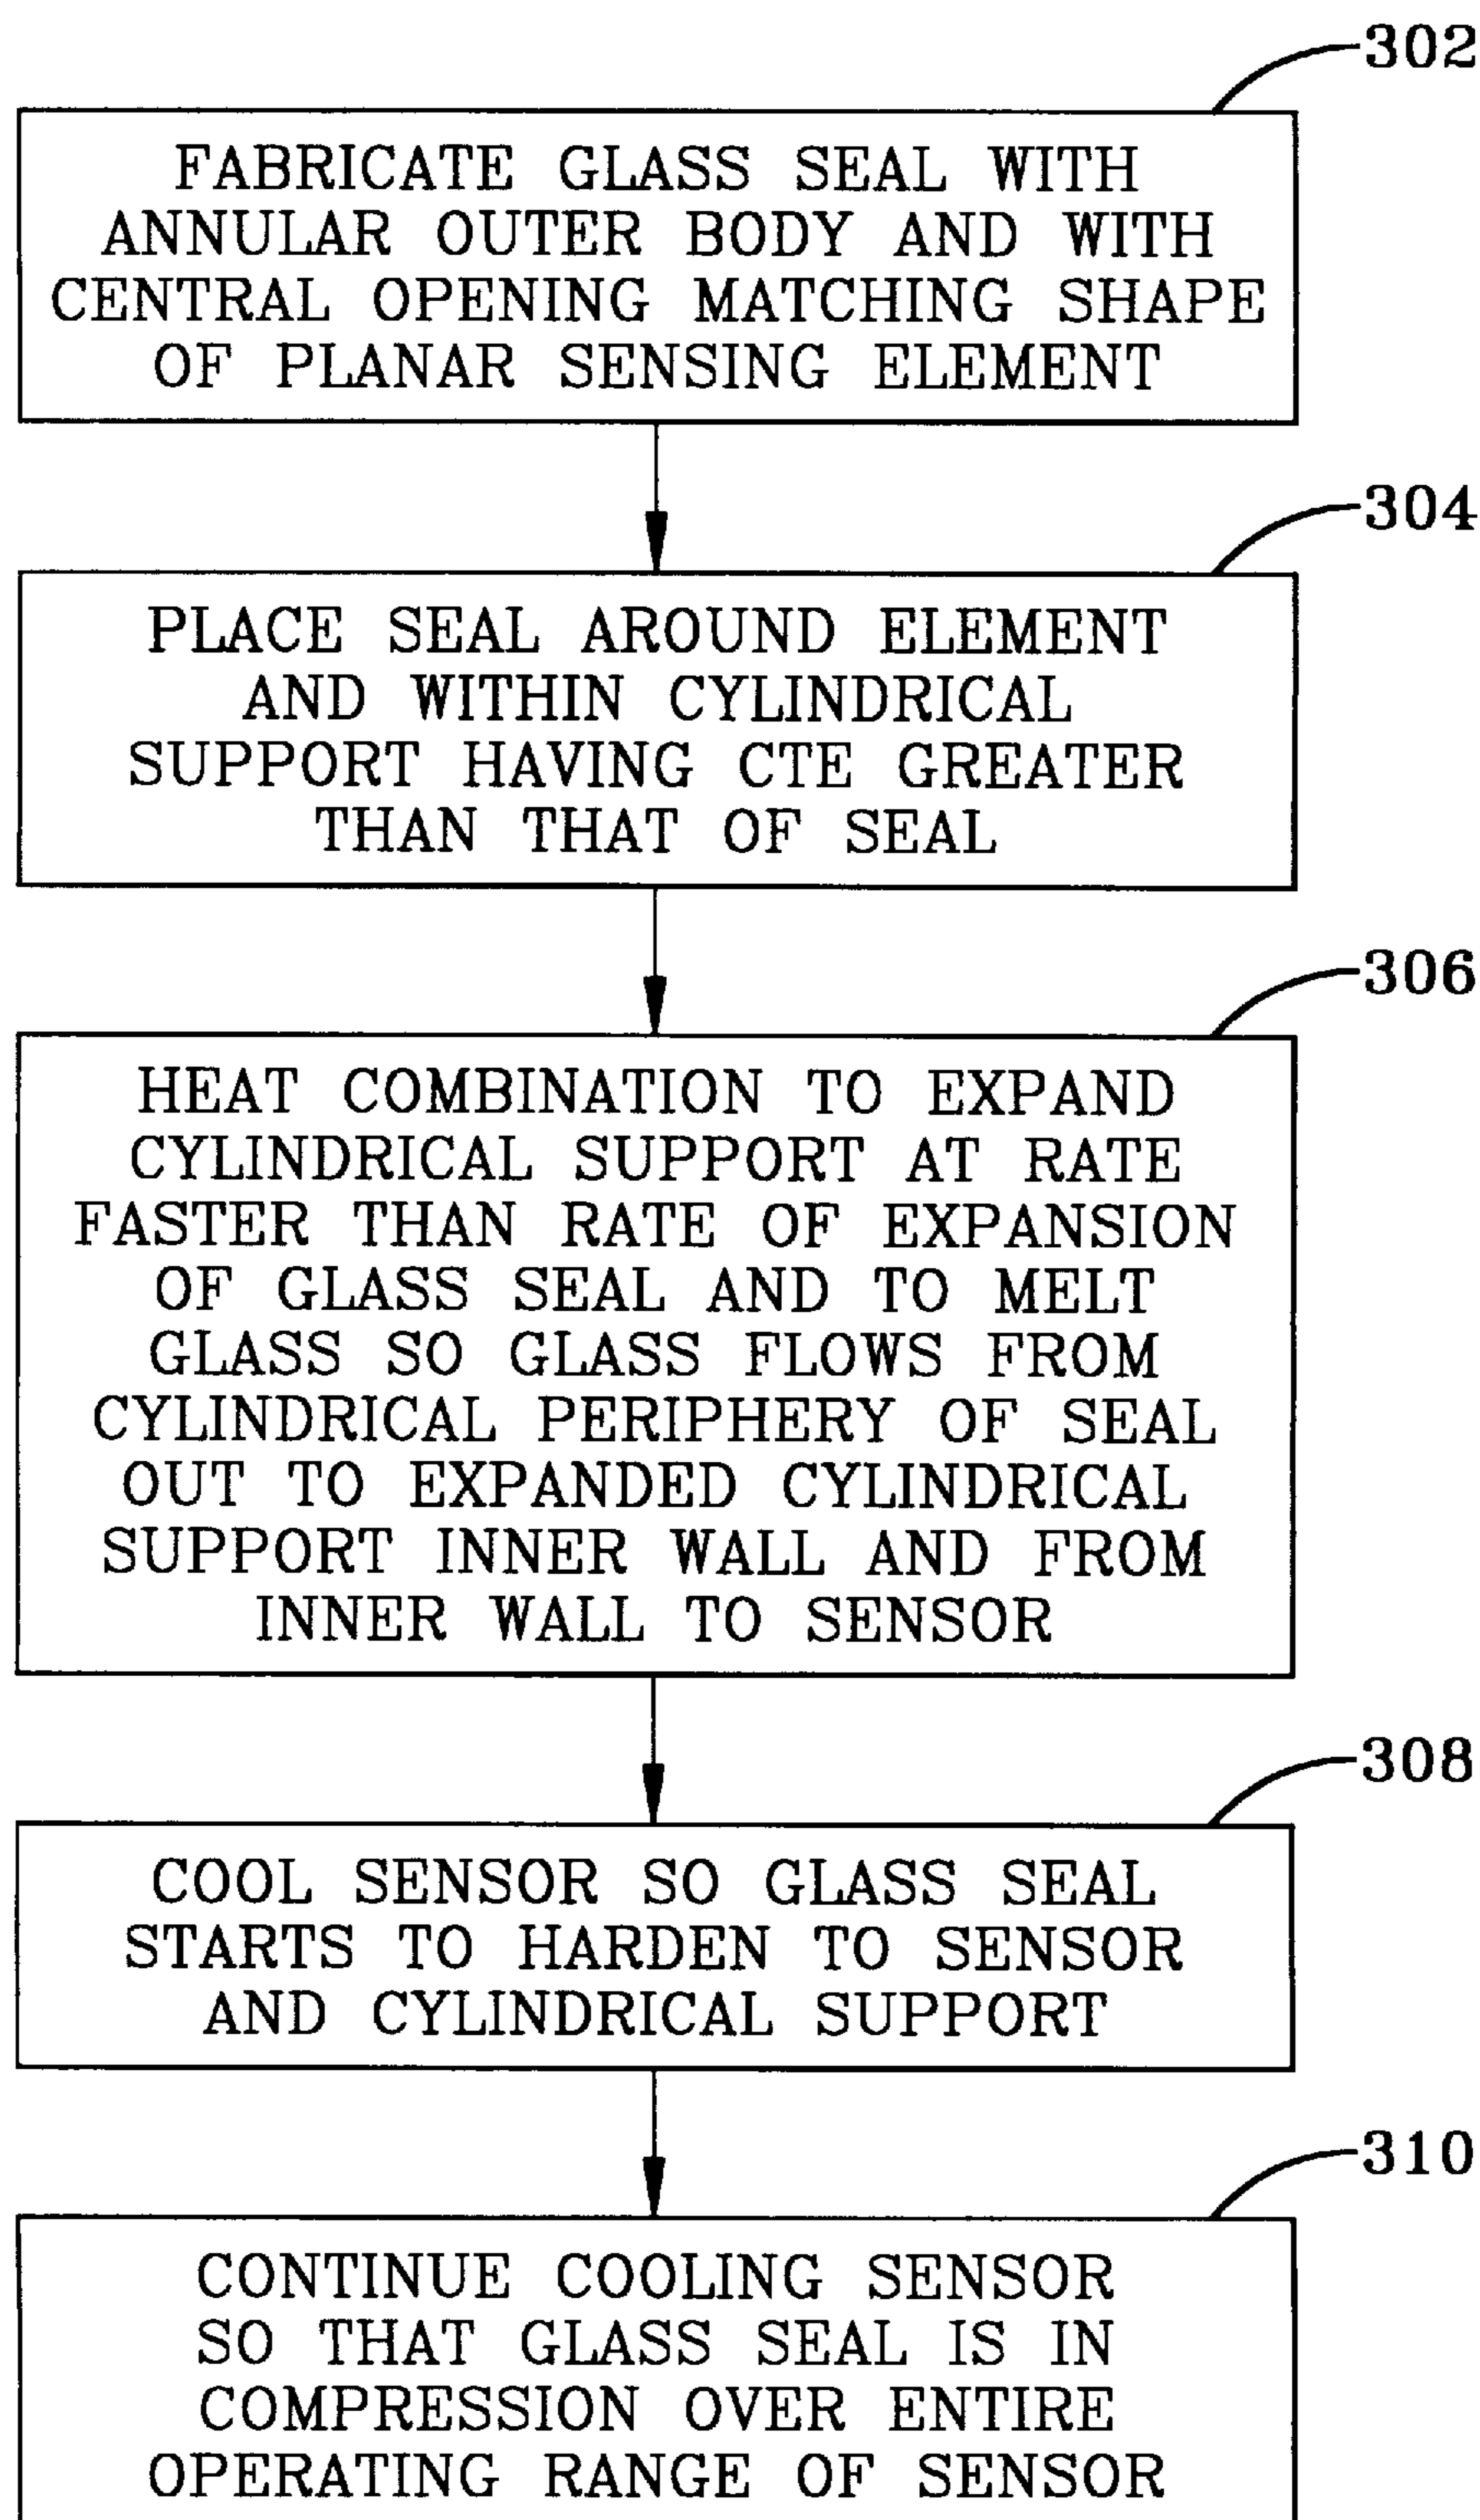 302
FABRICATE GLASS SEAL WITH
ANNULAR OUTER BODY AND WITH
CENTRAL OPENING MATCHING SHAPE
OF PLANAR SENSING ELEMENT
304
PLACE SEAL AROUND ELEMENT
AND WITHIN CYLINDRICAL
SUPPORT HAVING CTE GREATER
THAN THAT OF SEAL
306
HEAT COMBINATION TO EXPAND
CYLINDRICAL SUPPORT AT RATE
FASTER THAN RATE OF EXPANSION
OF GLASS SEAL AND TO MELT
GLASS SO GLASS FLOWS FROM
CYLINDRICAL PERIPHERY OF SEAL
OUT TO EXPANDED CYLINDRICAL
SUPPORT INNER WALL AND FROM
INNER WALL TO SENSOR
308
COOL SENSOR SO GLASS SEAL
STARTS TO HARDEN TO SENSOR
AND CYLINDRICAL SUPPORT
310
CONTINUE COOLING SENSOR
SO THAT GLASS SEAL IS IN
COMPRESSION OVER ENTIRE
OPERATING RANGE OF SENSOR